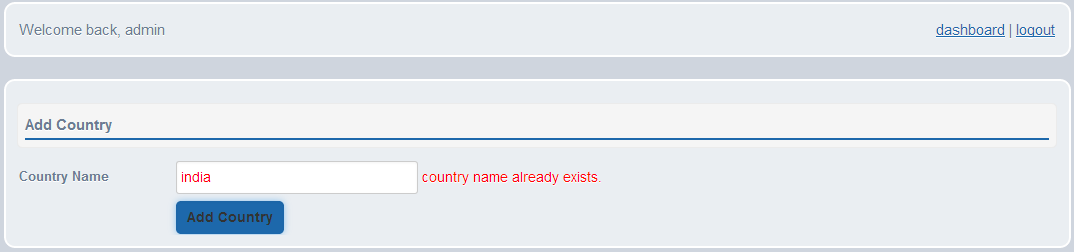 Welcome back, admin dashboard | logout
Add Country
Country Name india country name already exists.
Add Country